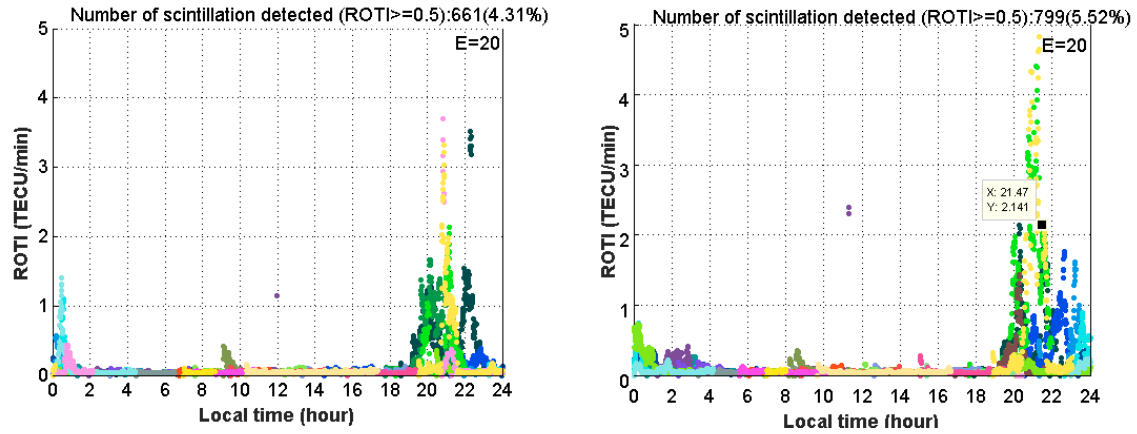 Number of scintillation detected (ROTI>=0.5):661(4.31%)
E=20
ROTI (TECU/min)
5
4
3
2
1
0
0 2 4 6 8 10 12 14 16 18 20 22 24
Local time (hour)
Number of scintillation detected (ROTI>=0.5):799(5.52%)
E=20
ROTI (TECU/min)
5
4
3
2
1
0
X: 21.47
Y: 2.141
0 2 4 6 8 10 12 14 16 18 20 22 24
Local time (hour)